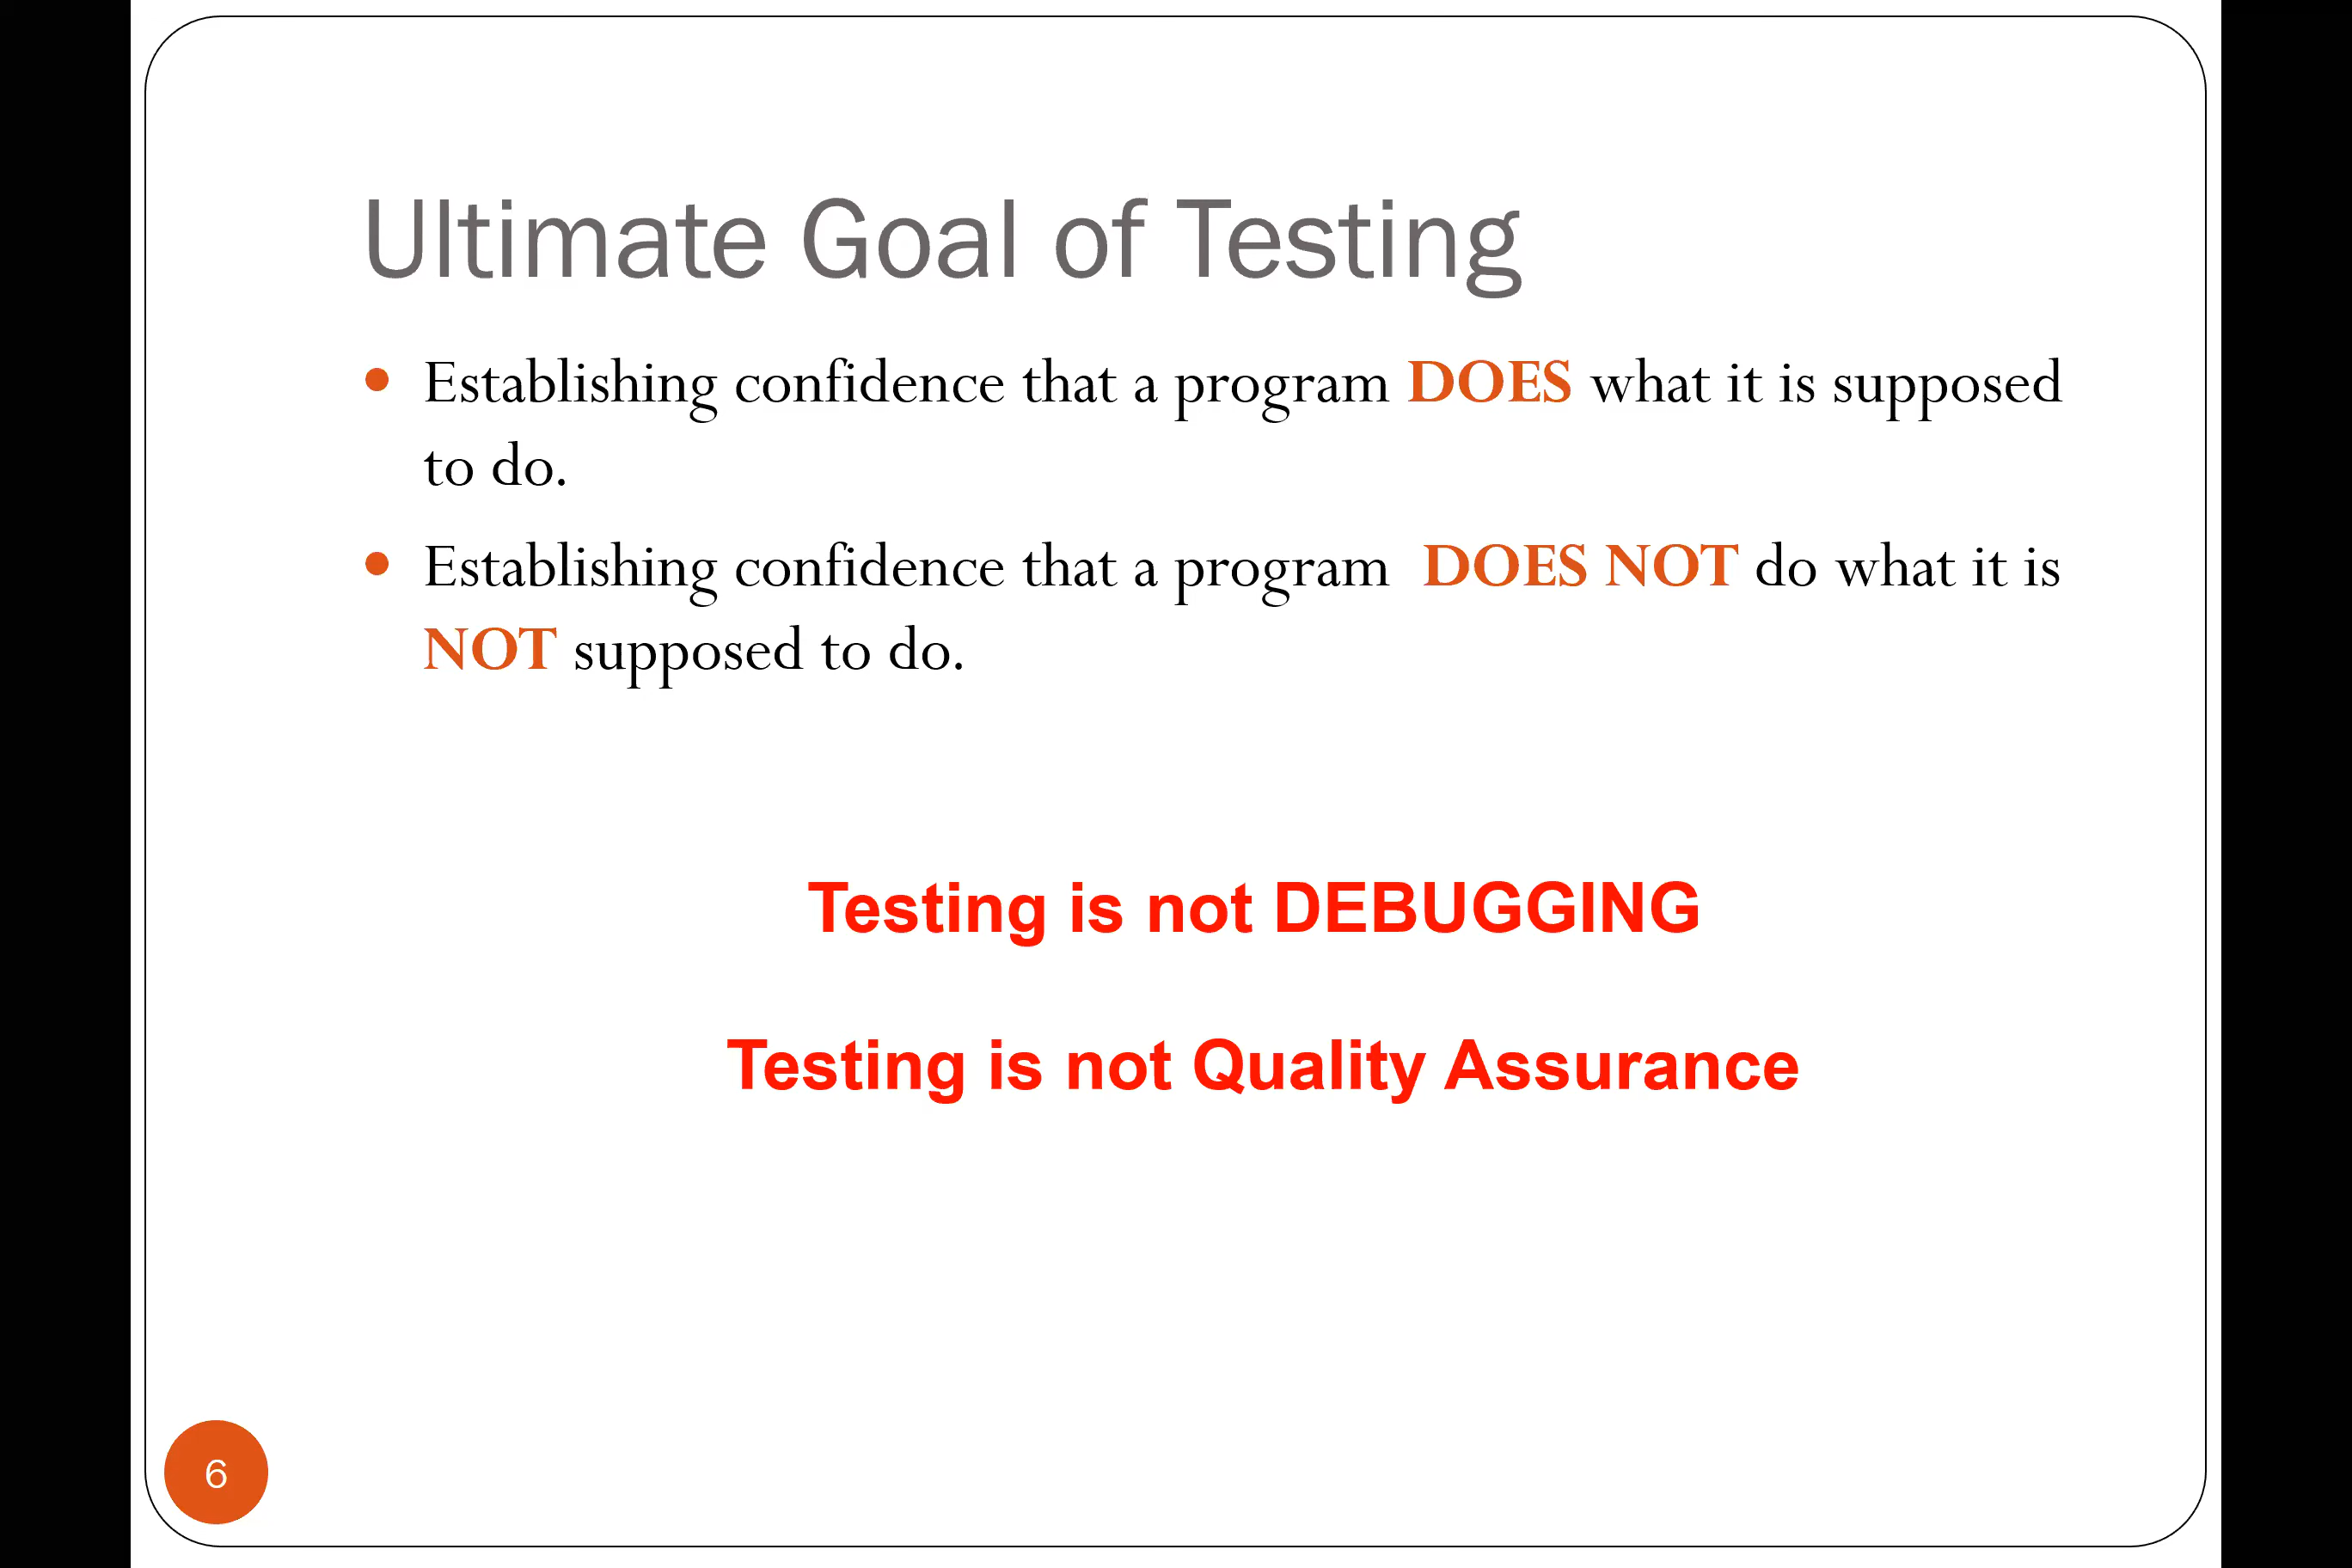 Ultimate Goal of Testing
Establishing confidence that a program DOES what it is supposed
to do.
Establishing confidence that a program DOES NOT do what it is
NOT supposed to do.
Testing is not DEBUGGING
Testing is not Quality Assurance
6